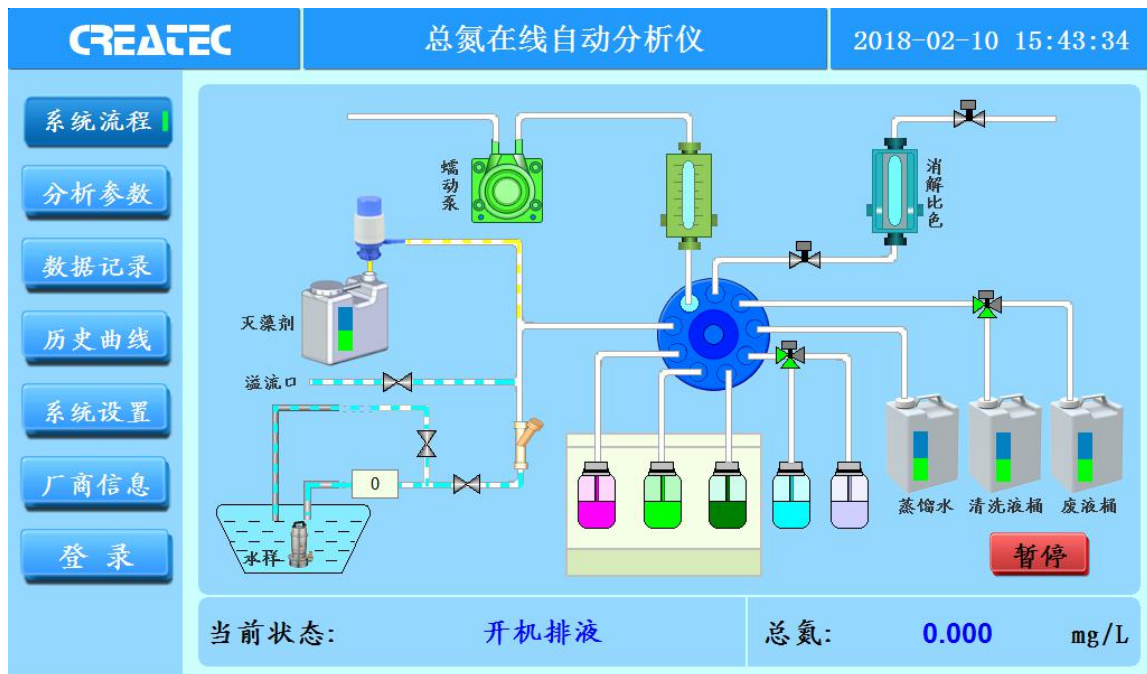 CREATEC
总氮在线自动分析仪
2018-02-10 15:43:34
系统流程
分析参数
数据记录
历史曲线
系统设置
厂商信息
登录
蠕动泵
消解比色
灭藻剂
溢流口
0
水样
蒸馏水
清洗液桶
废液桶
暂停
当前状态:
开机排液
总氮:
0.000
mg/L